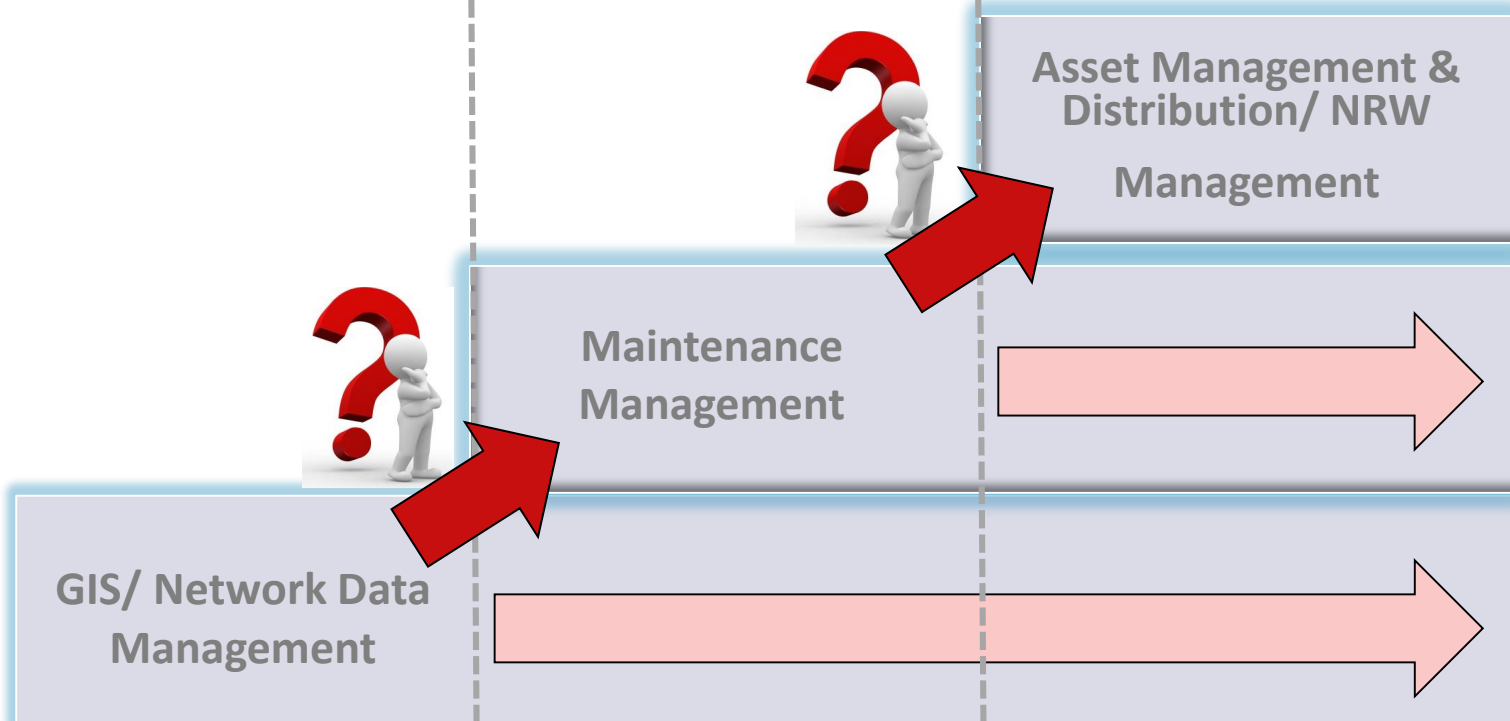 Asset Management &
Distribution/ NRW
Management
Maintenance
Management
GIS/ Network Data
Management